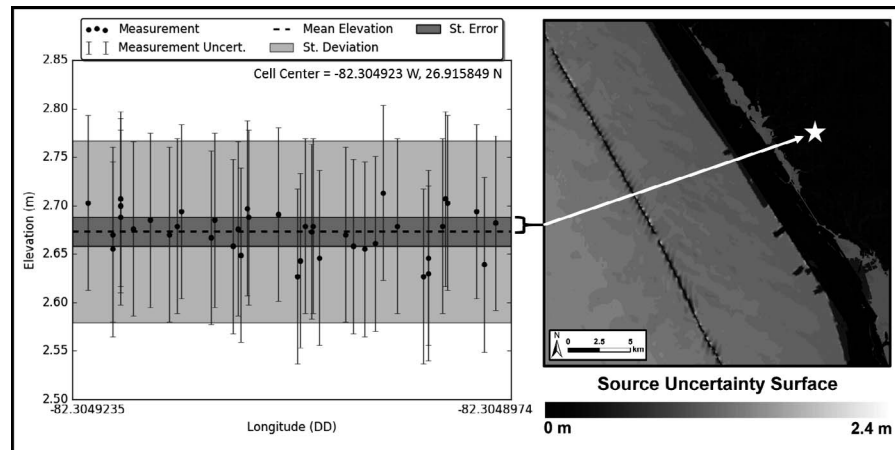 Measurement
Mean Elevation
St. Error
Measurement Uncert.
St. Deviation
Cell Center = -82.304923 W, 26.915849 N
2.85
2.80
2.75
2.70
2.65
2.60
2.55
2.50
Elevation (m)
-82.3049235
-82.3048974
Longitude (DD)
N
0 2.5 5
km
Source Uncertainty Surface
0 m
2.4 m